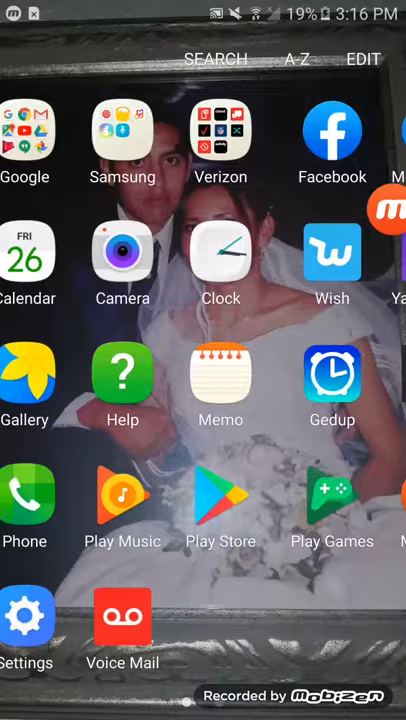 19% 3:16 PM
SEARCH A-Z EDIT
Google Samsung Verizon Facebook M
FRI
26
Calendar Camera Clock Wish Ya
Gallery Help Memo Gedup
Phone Play Music Play Store Play Games M
Settings Voice Mail
Recorded by mobizen